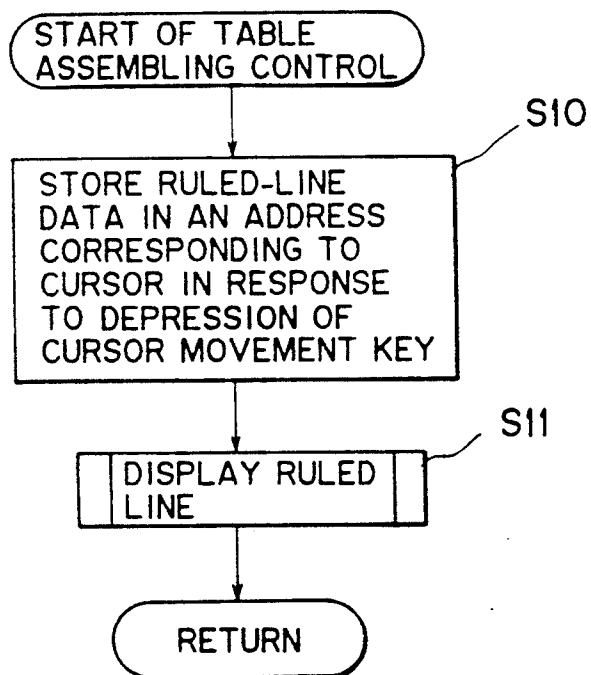 START OF TABLE
ASSEMBLING CONTROL
S10
STORE RULED-LINE
DATA IN AN ADDRESS
CORRESPONDING TO
CURSOR IN RESPONSE
TO DEPRESSION OF
CURSOR MOVEMENT KEY
S11
DISPLAY RULED
LINE
RETURN